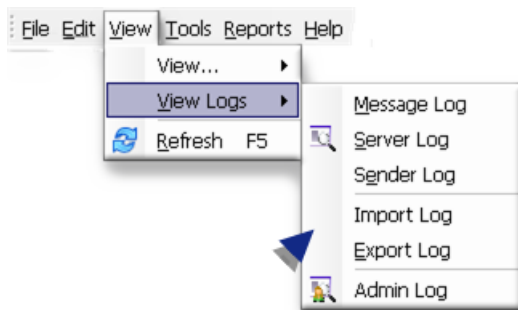 File Edit View Tools Reports Help
View...
View Logs
Refresh F5
Message Log
Server Log
Sender Log
Import Log
Export Log
Admin Log